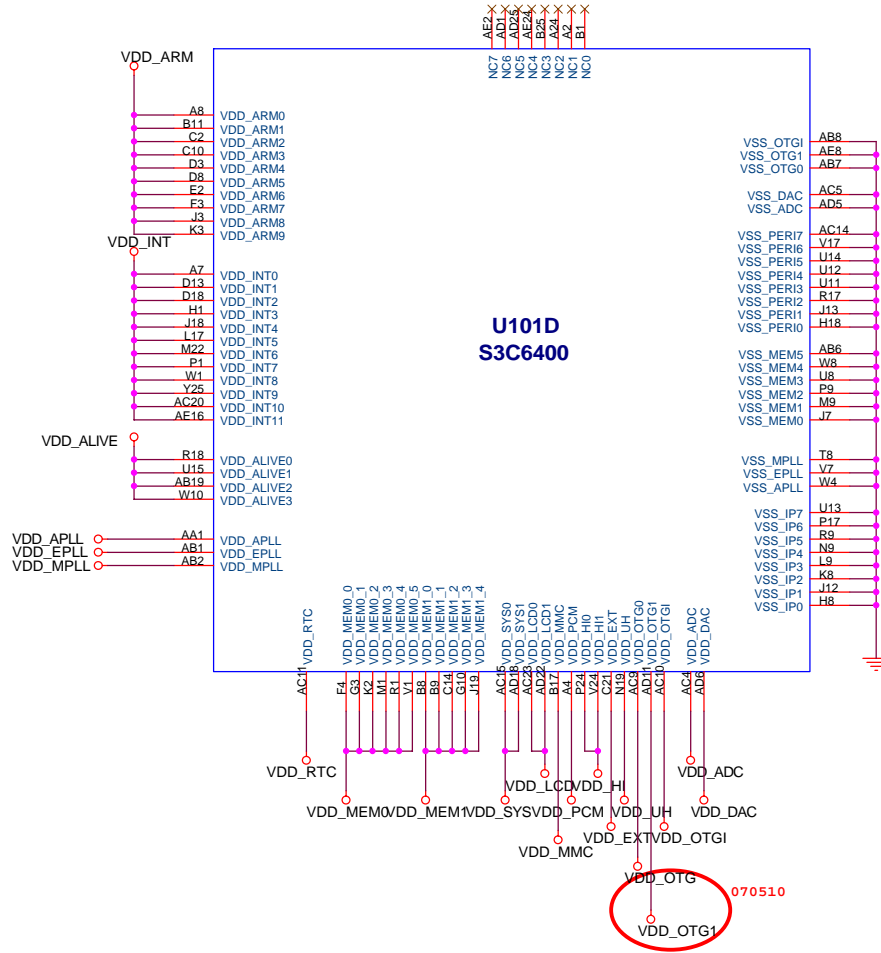 AE2 AD1 AD25 AE24 B25 A24 A2 B1
NC7 NC6 NC5 NC4 NC3 NC2 NC1 NC0
VDD_ARM
A8 VDD_ARM0
B11 VDD_ARM1
C2 VDD_ARM2
C10 VDD_ARM3
D3 VDD_ARM4
D8 VDD_ARM5
E2 VDD_ARM6
F3 VDD_ARM7
J3 VDD_ARM8
K3 VDD_ARM9
VDD_INT
A7 VDD_INT0
D13 VDD_INT1
D18 VDD_INT2
H1 VDD_INT3
J18 VDD_INT4
L17 VDD_INT5
M22 VDD_INT6
P1 VDD_INT7
W1 VDD_INT8
Y25 VDD_INT9
AC20 VDD_INT10
AE16 VDD_INT11
VDD_ALIVE
R18 VDD_ALIVE0
U15 VDD_ALIVE1
AB19 VDD_ALIVE2
W10 VDD_ALIVE3
VDD_APLL AA1 VDD_APLL
VDD_EPLL AB1 VDD_EPLL
VDD_MPLL AB2 VDD_MPLL
U101D
S3C6400
VSS_OTGI AB8
VSS_OTG1 AE8
VSS_OTG0 AB7
VSS_DAC AC5
VSS_ADC AD5
VSS_PERI7 AC14
VSS_PERI6 V17
VSS_PERI5 U14
VSS_PERI4 U12
VSS_PERI3 U11
VSS_PERI2 R17
VSS_PERI1 J13
VSS_PERI0 H18
VSS_MEM5 AB6
VSS_MEM4 W8
VSS_MEM3 U8
VSS_MEM2 P9
VSS_MEM1 M9
VSS_MEM0 J7
VSS_MPLL T8
VSS_EPLL V7
VSS_APLL W4
VSS_IP7 U13
VSS_IP6 P17
VSS_IP5 R9
VSS_IP4 N9
VSS_IP3 L9
VSS_IP2 K8
VSS_IP1 J12
VSS_IP0 H8
VDD_RTC VDD_MEM0_0 VDD_MEM0_1 VDD_MEM0_2 VDD_MEM0_3 VDD_MEM0_4 VDD_MEM0_5 VDD_MEM1_0 VDD_MEM1_1 VDD_MEM1_2 VDD_MEM1_3 VDD_MEM1_4 VDD_SYS0 VDD_SYS1 VDD_LCD0 VDD_LCD1 VDD_MMC VDD_PCM VDD_HI0 VDD_HI1 VDD_EXT VDD_UH VDD_OTG0 VDD_OTG1 VDD_OTGI VDD_ADC VDD_DAC
AC11 F4 G3 K2 M1 R1 V1 B8 B9 C14 G10 J19 AC15 AD18 AC23 AD22 B17 A4 P24 V24 C21 N19 AC9 AD11 AC10 AC4 AD6
VDD_RTC VDD_LCD VDD_HI VDD_ADC
VDD_MEM0 VDD_MEM1 VDD_SYS VDD_PCM VDD_UH VDD_DAC
VDD_MMC VDD_EXT VDD_OTGI
VDD_OTG
070510
VDD_OTG1